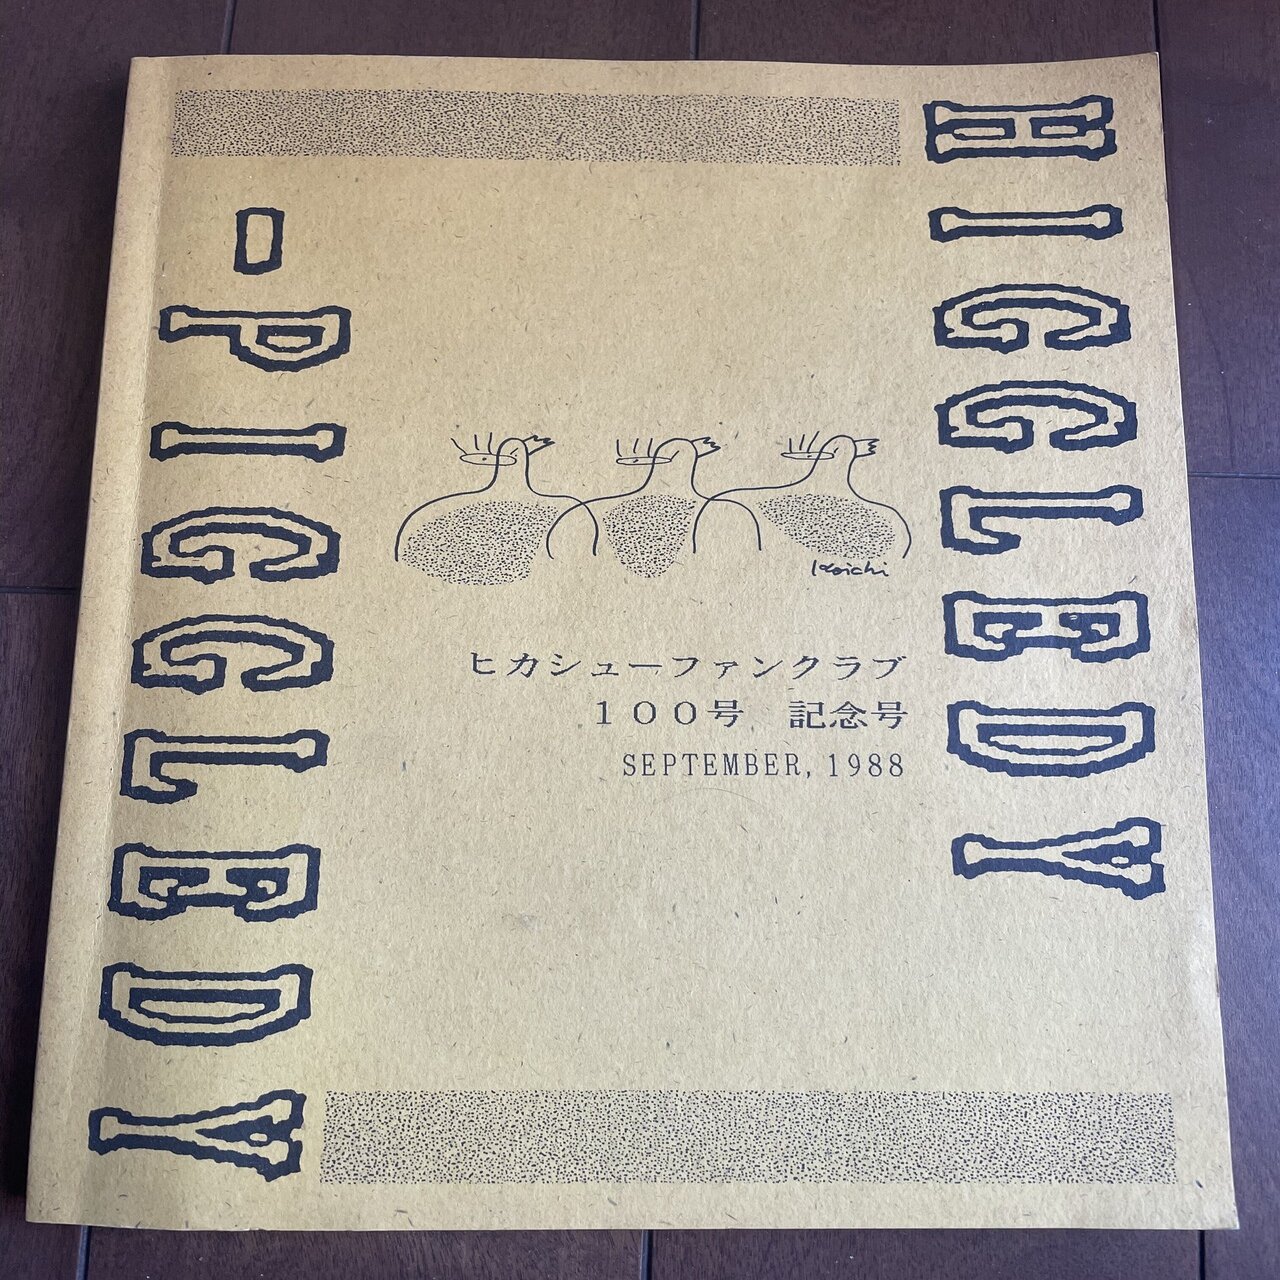 HIGGLEDY
-PIGGLEDY
Koichi
ヒカシューファンクラブ
100号 記念号
SEPTEMBER, 1988